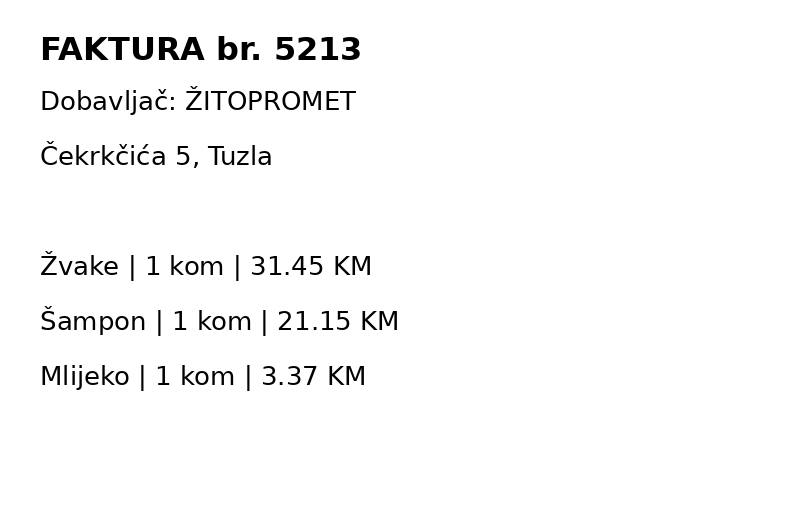 FAKTURA br. 5213
Dobavljač: ŽITOPROMET
Čekrkčića 5, Tuzla
Žvake | 1 kom | 31.45 KM
Šampon | 1 kom | 21.15 KM
Mlijeko | 1 kom | 3.37 KM